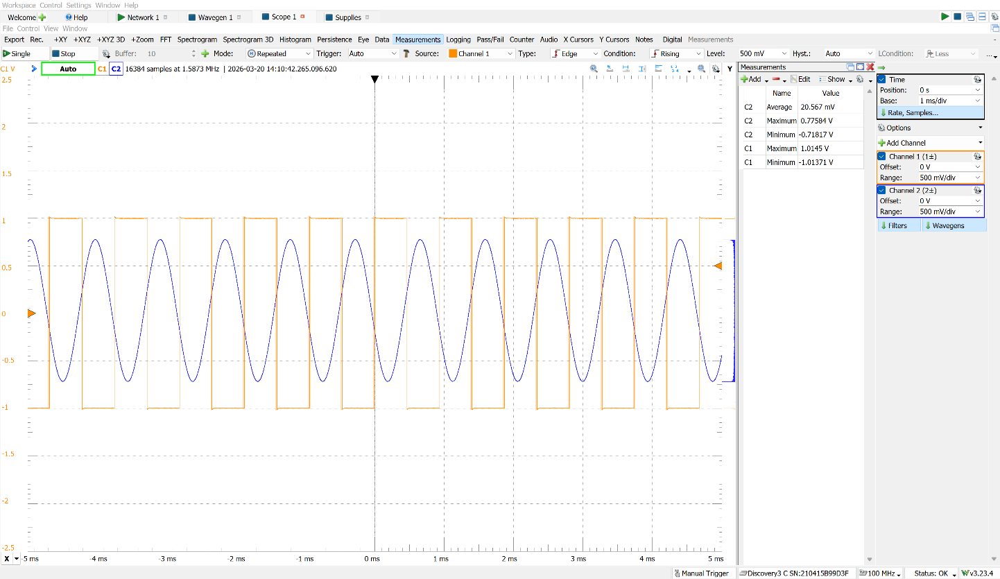 Workspace Control Settings Window Help
Welcome Help Network 1 Wavegen 1 Scope 1 Supplies
File Control View Window
Export Rec. +XY +XYZ +XYZ 3D +Zoom FFT Spectrogram Spectrogram 3D Histogram Persistence Eye Data Measurements Logging Pass/Fail Counter Audio X Cursors Y Cursors Notes Digital Measurements
Single Stop Buffer: 10 Mode: Repeated Trigger: Auto Source: Channel 1 Type: Edge Condition: Rising Level: 500 mV Hyst.: Auto LCondition: Less ...
C1 V Auto C1 C2 16384 samples at 1.5873 MHz | 2026-03-20 14:10:42.265.096.620 Y
2.5
2
1.5
1
0.5
0
-0.5
-1
-1.5
-2
-2.5
X -5 ms -4 ms -3 ms -2 ms -1 ms 0 ms 1 ms 2 ms 3 ms 4 ms 5 ms
Measurements
Add Edit Show
Name Value
C2 Average 20.567 mV
C2 Maximum 0.77584 V
C2 Minimum -0.71817 V
C1 Maximum 1.0145 V
C1 Minimum -1.01371 V
Time
Position: 0 s
Base: 1 ms/div
Rate, Samples...
Options
Add Channel
Channel 1 (1±)
Offset: 0 V
Range: 500 mV/div
Channel 2 (2±)
Offset: 0 V
Range: 500 mV/div
Filters Wavegens
Manual Trigger Discovery3 C SN:210415B99D3F 100 MHz Status: OK v3.23.4